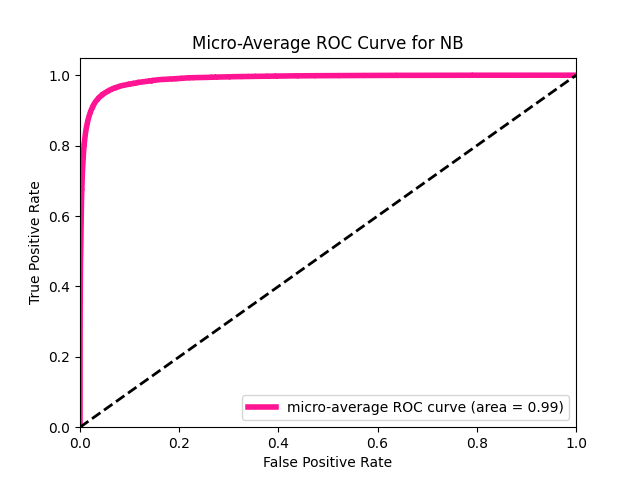 Micro-Average ROC Curve for NB
True Positive Rate
1.0
0.8
0.6
0.4
0.2
0.0
micro-average ROC curve (area = 0.99)
0.0 0.2 0.4 0.6 0.8 1.0
False Positive Rate